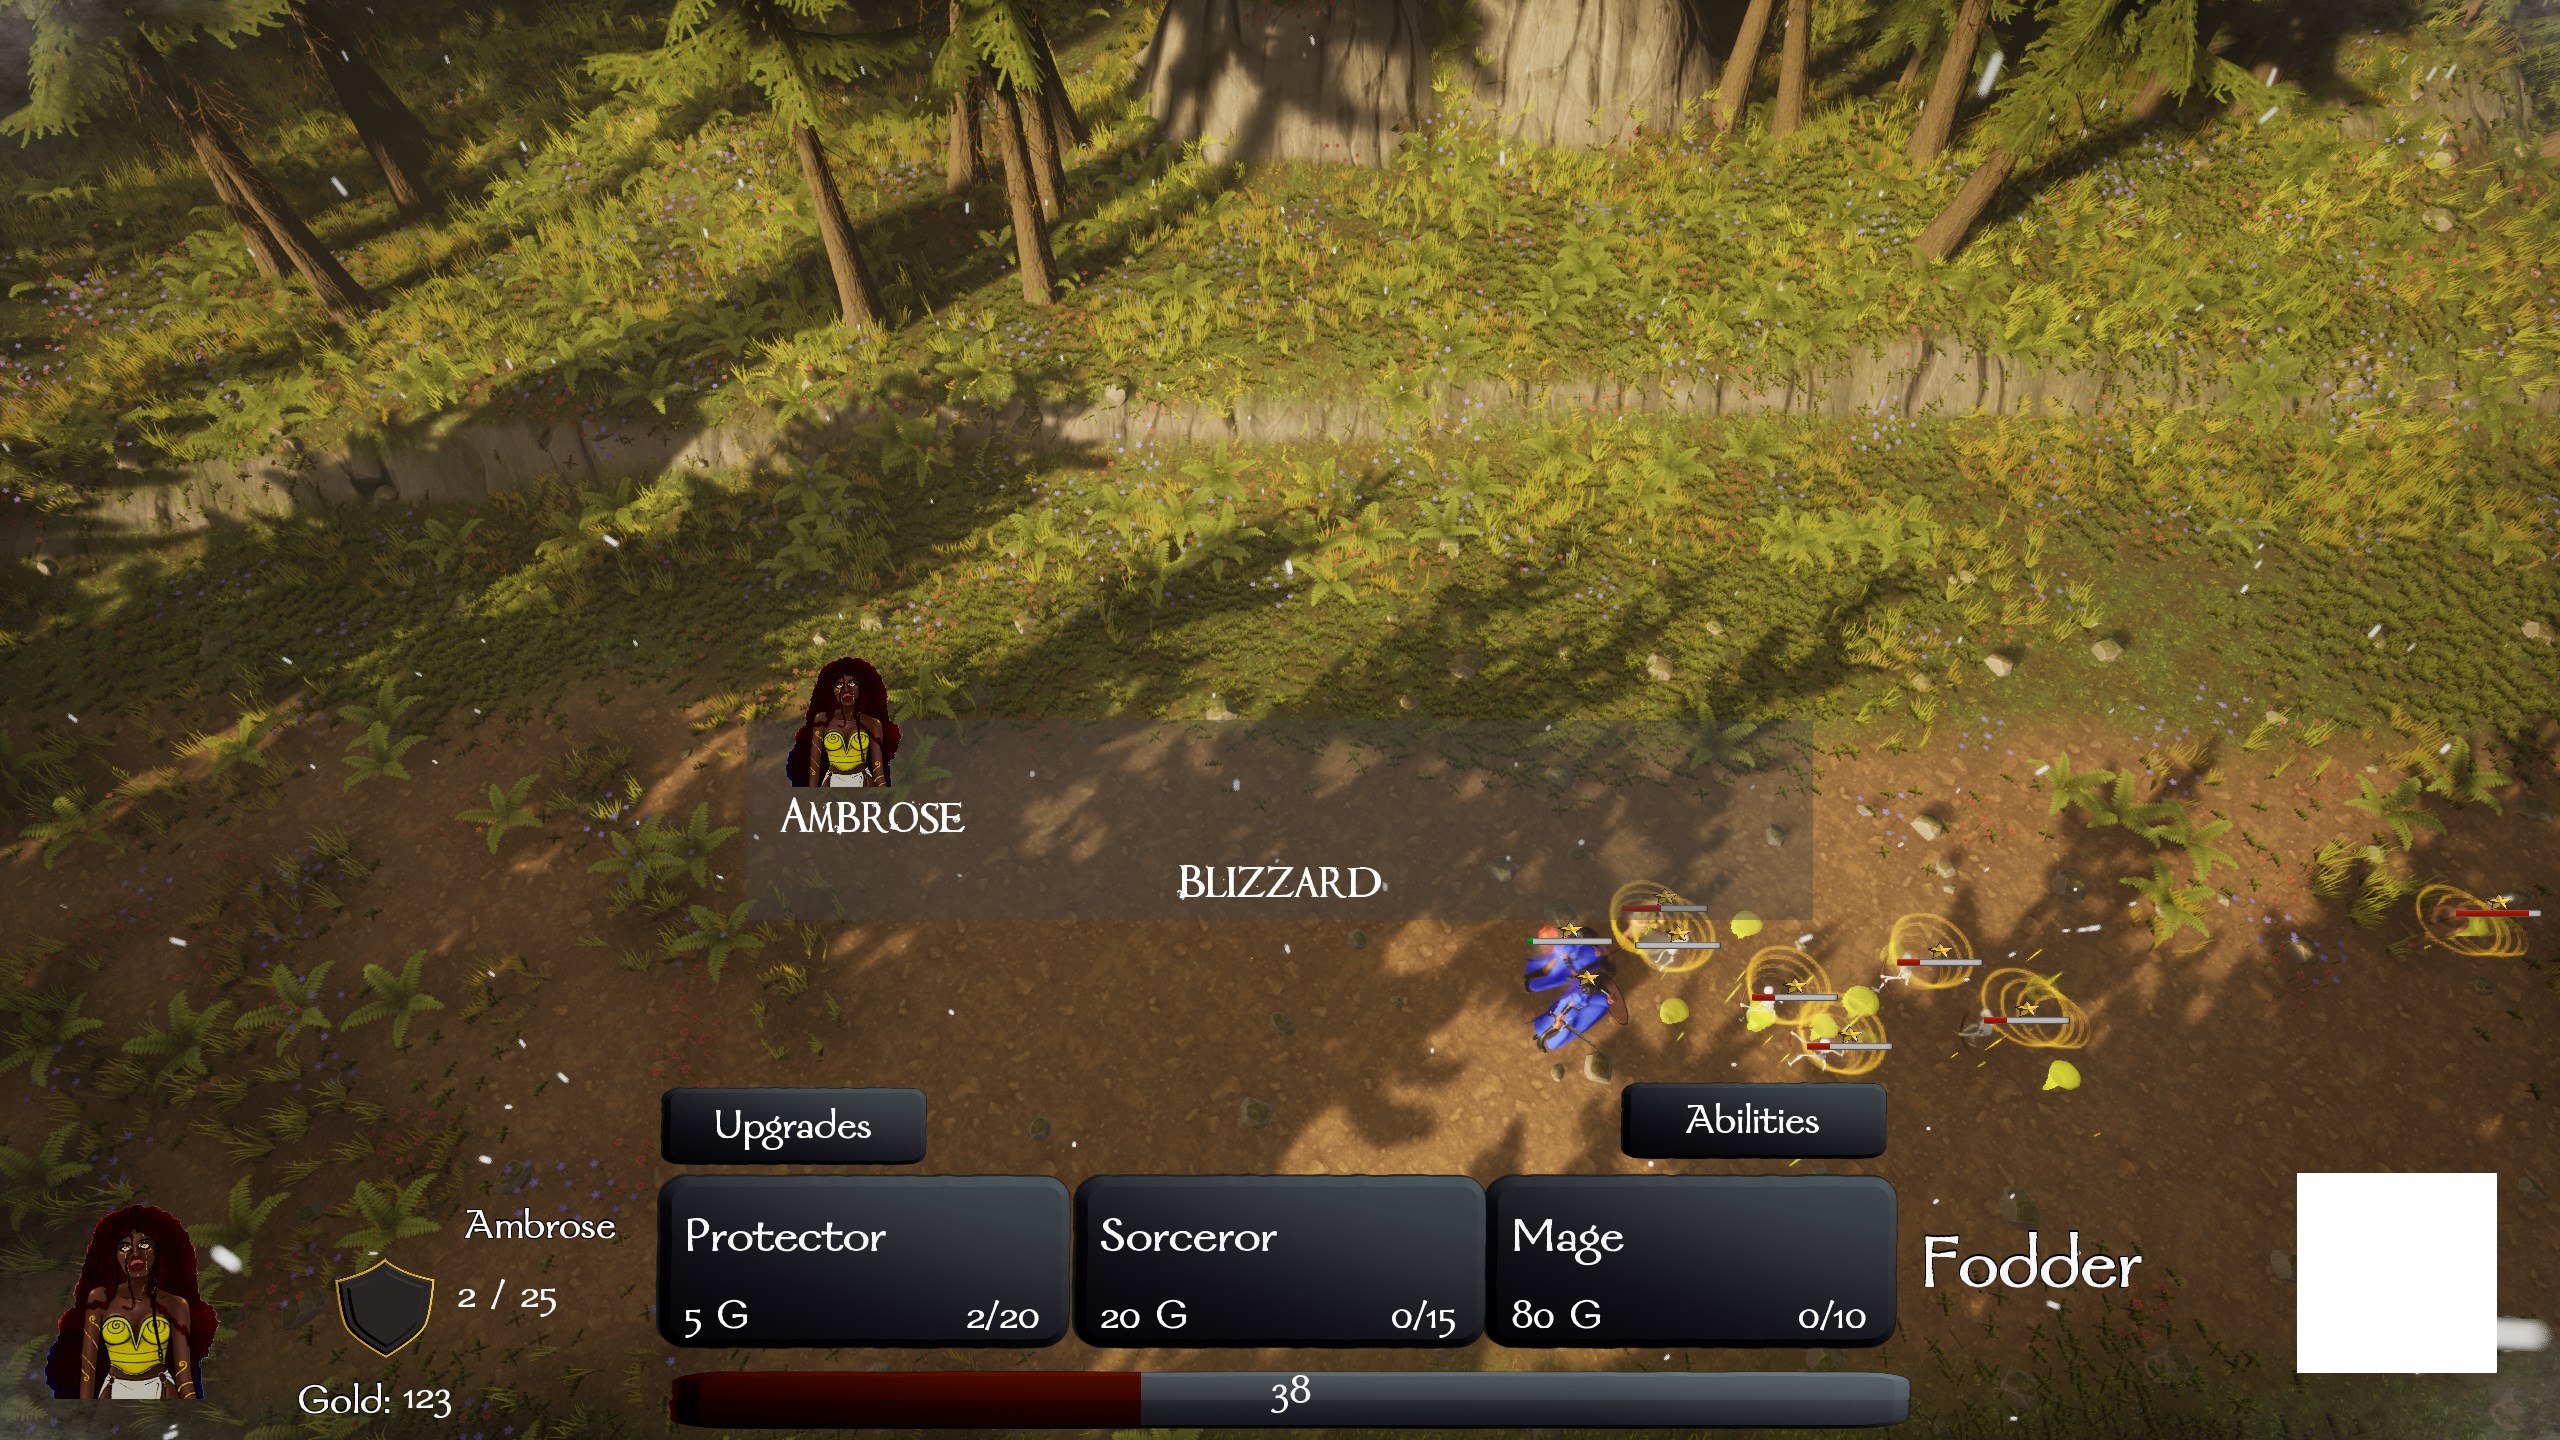 AMBROSE
BLIZZARD
Upgrades
Abilities
Ambrose
2 / 25
Gold: 123
Protector
5 G
2/20
Sorceror
20 G
0/15
Mage
80 G
0/10
Fodder
38